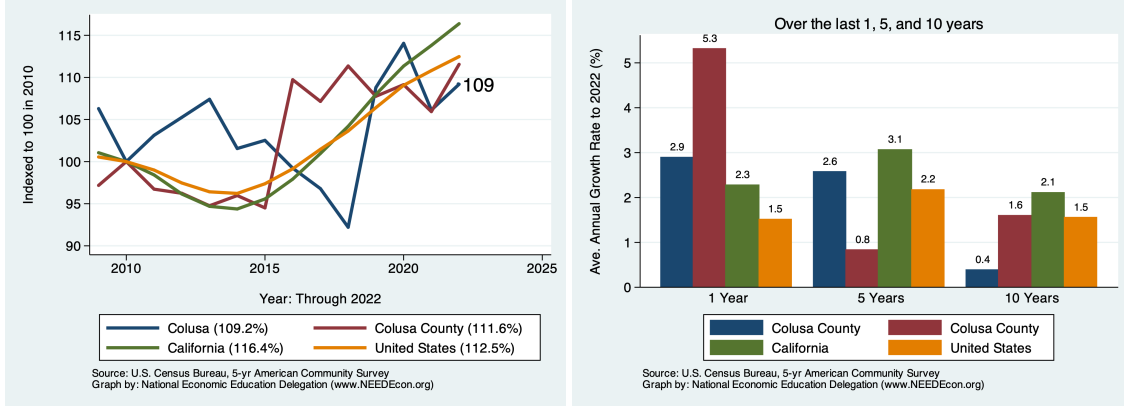 Indexed to 100 in 2010
115
110
105
100
95
90
109
2010 2015 2020 2025
Year: Through 2022
Colusa (109.2%) Colusa County (111.6%)
California (116.4%) United States (112.5%)
Source: U.S. Census Bureau, 5-yr American Community Survey
Graph by: National Economic Education Delegation (www.NEEDEcon.org)
Over the last 1, 5, and 10 years
Ave. Annual Growth Rate to 2022 (%)
5
4
3
2
1
0
2.9 5.3 2.3 1.5
2.6 0.8 3.1 2.2
0.4 1.6 2.1 1.5
1 Year 5 Years 10 Years
Colusa County Colusa County
California United States
Source: U.S. Census Bureau, 5-yr American Community Survey
Graph by: National Economic Education Delegation (www.NEEDEcon.org)